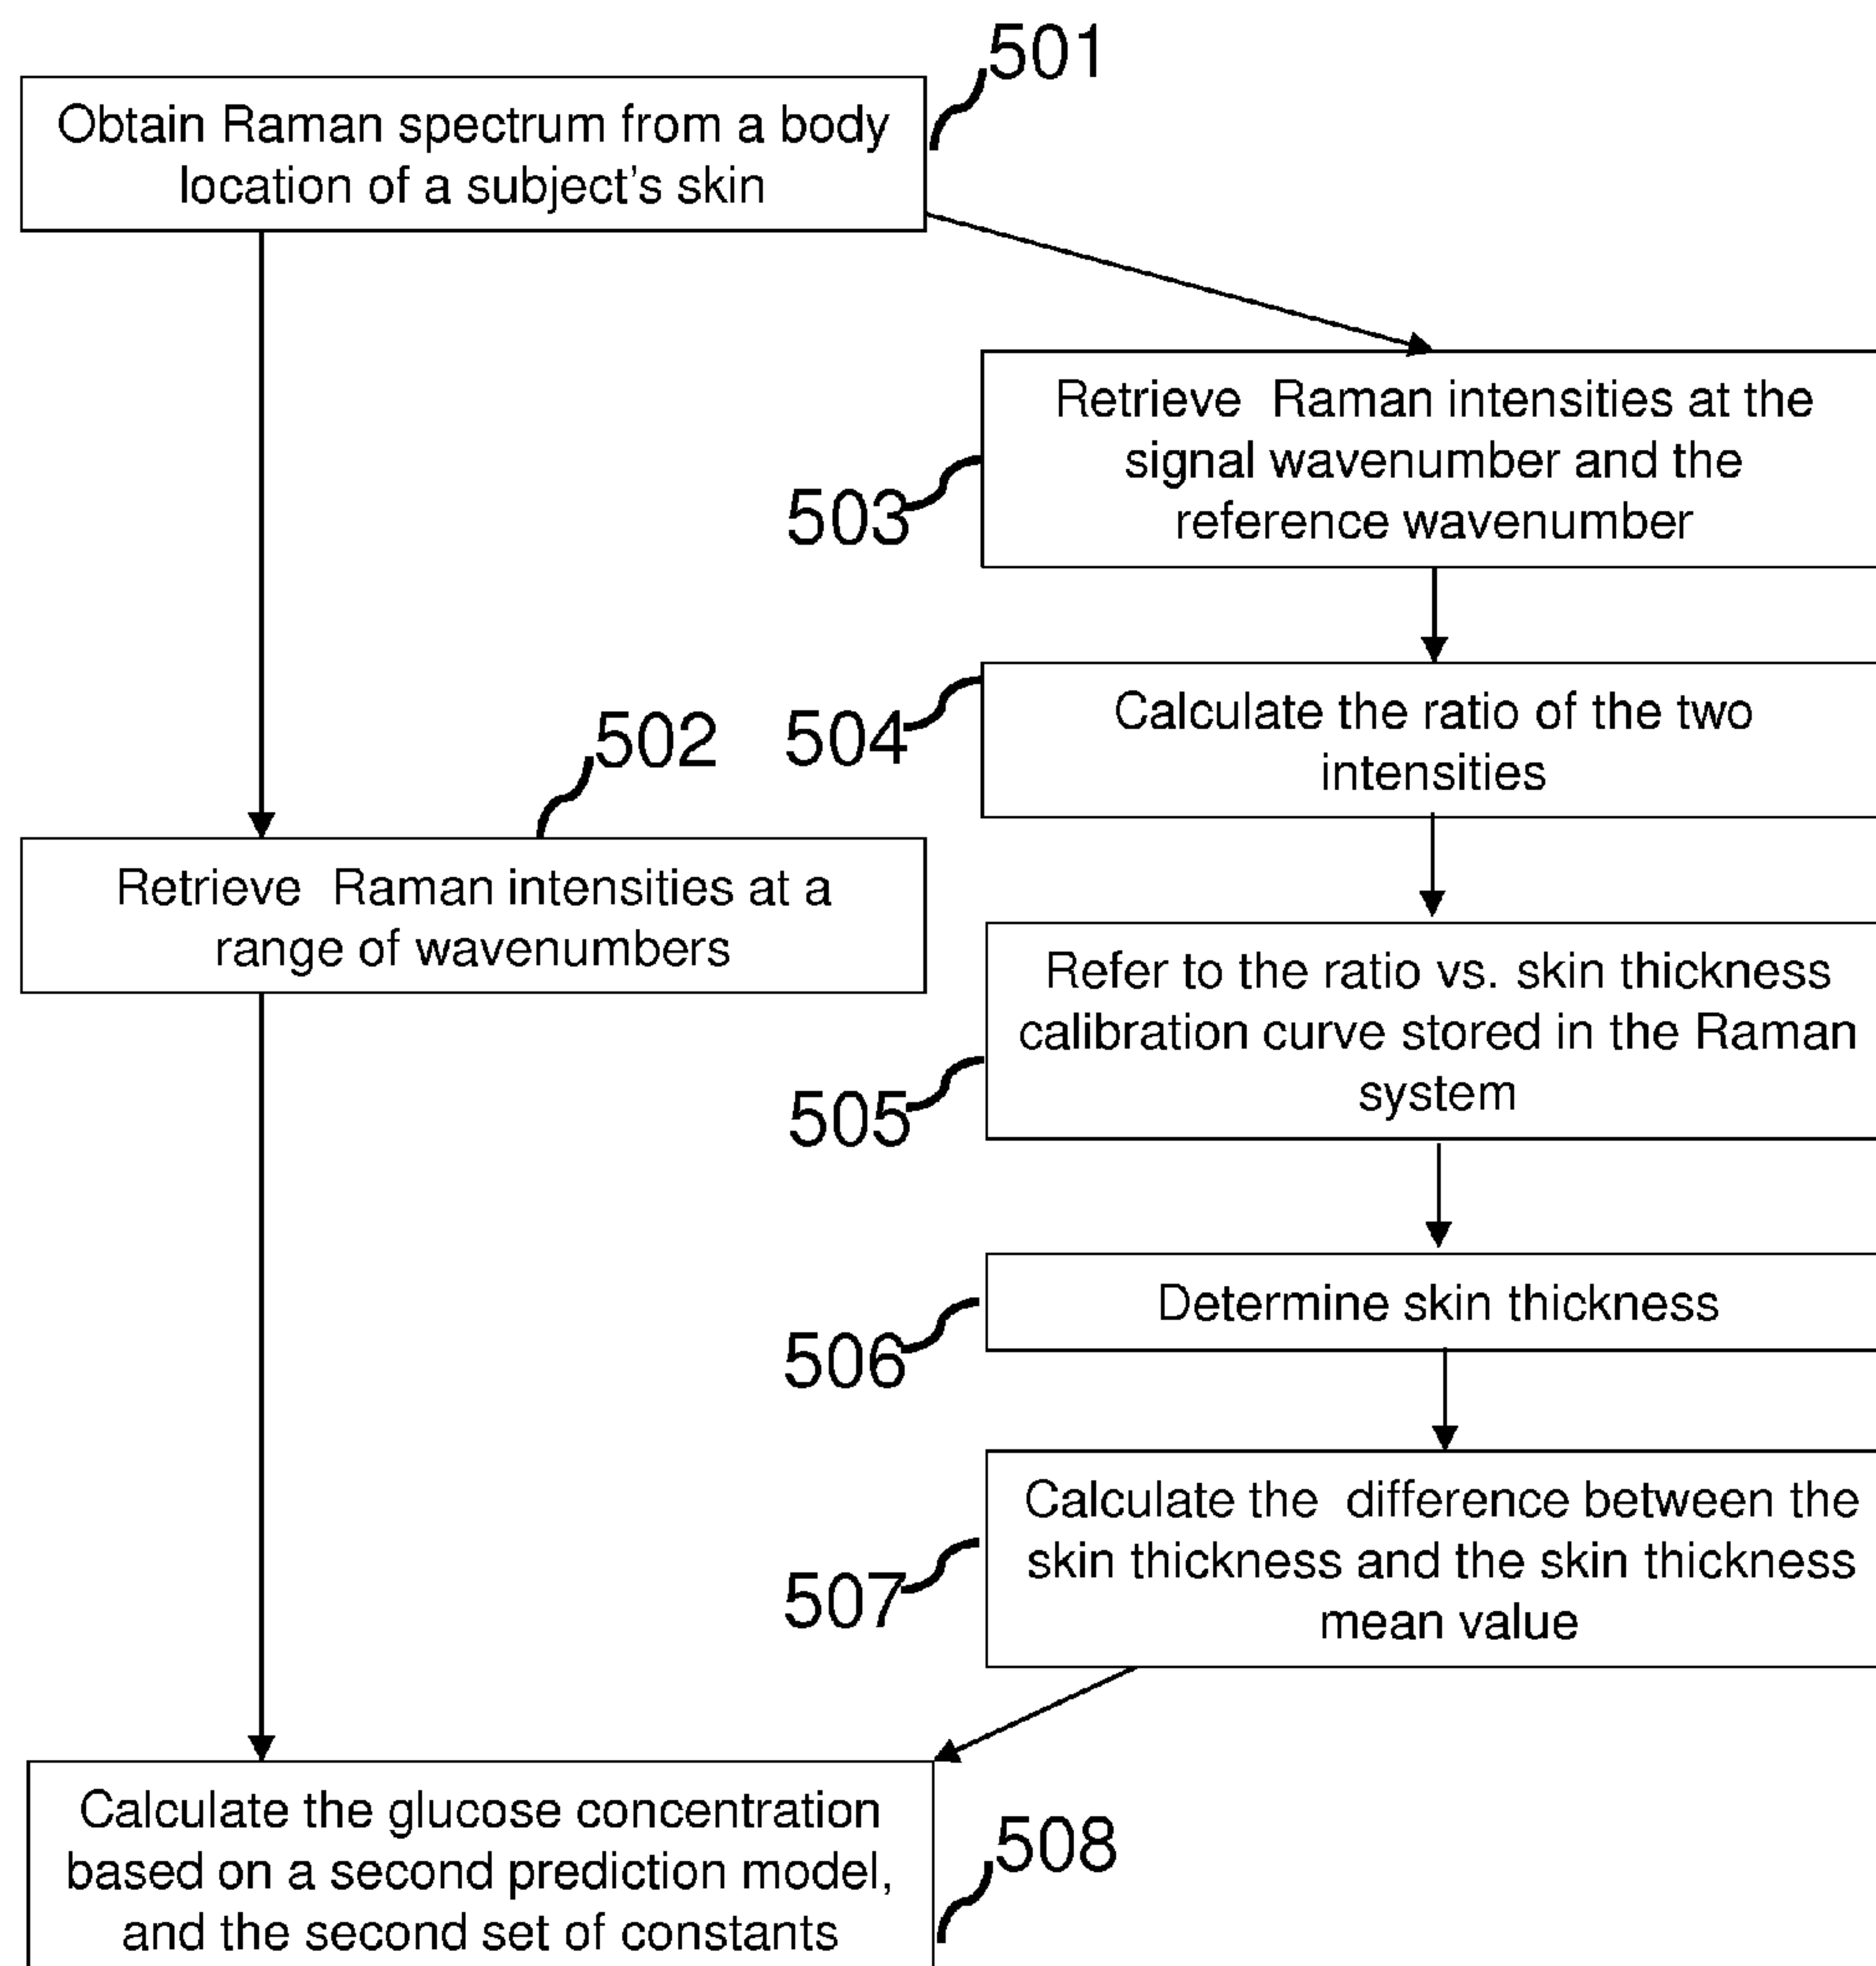 501
Obtain Raman spectrum from a body
location of a subject's skin
Retrieve Raman intensities at the
signal wavenumber and the
reference wavenumber
503
Calculate the ratio of the two
intensities
504
502
Retrieve Raman intensities at a
range of wavenumbers
Refer to the ratio vs. skin thickness
calibration curve stored in the Raman
system
505
Determine skin thickness
506
Calculate the difference between the
skin thickness and the skin thickness
mean value
507
Calculate the glucose concentration
based on a second prediction model,
and the second set of constants
508